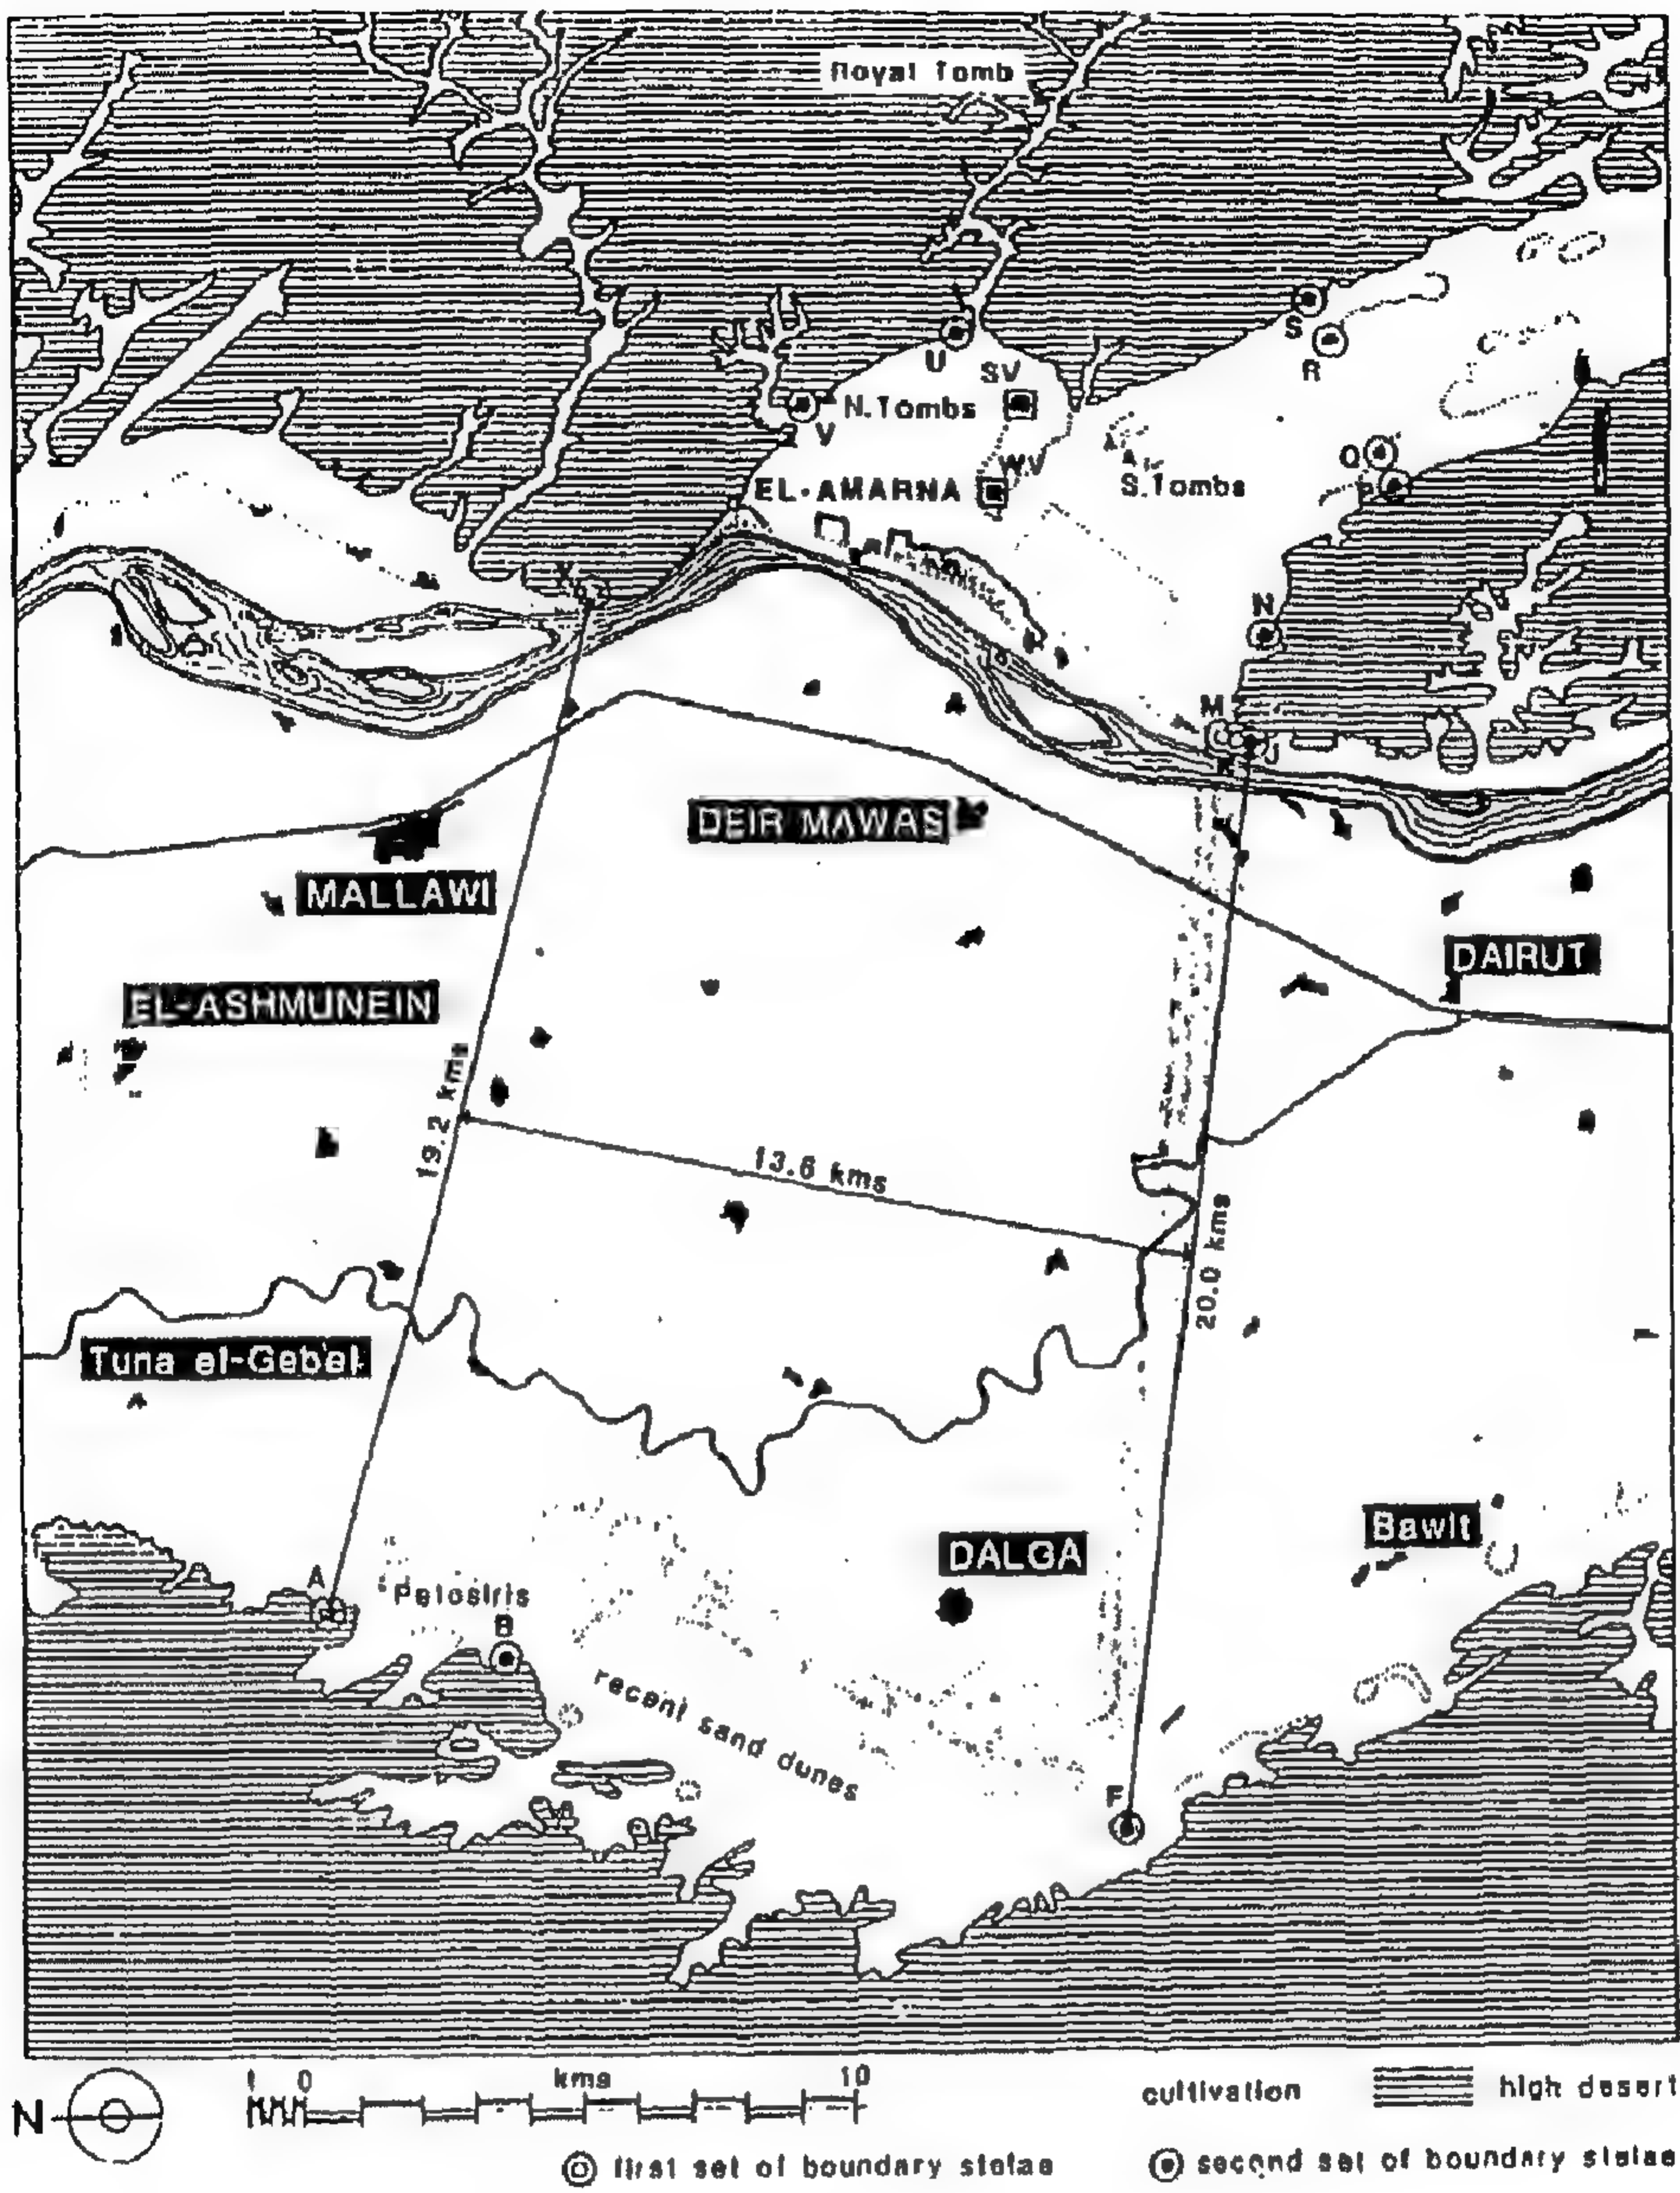 Royal Tomb
S
R
U
SV
N.Tombs
V
W.V
EL-AMARNA
S.Tombs
Q
P
X
N
M
K
J
DEIR MAWAS
MALLAWI
DAIRUT
EL-ASHMUNEIN
19.2 kms
13.6 kms
20.0 kms
Tuna el-Gebel
Bawit
DALGA
A
Petosiris
B
recent sand dunes
F
N
1 0 kms 10
cultivation
high desert
first set of boundary stelae
second set of boundary stelae